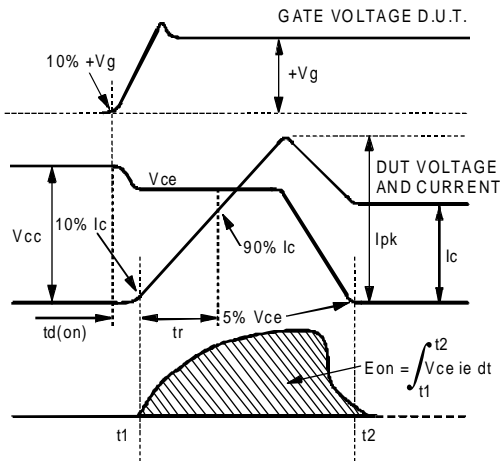 GATE VOLTAGE D.U.T.
10% +Vg
+Vg
Vce
DUT VOLTAGE
AND CURRENT
10% Ic
Vcc
90% Ic
Ipk
Ic
td(on)
tr
5% Vce
Eon = ∫ Vce ie dt
t2
t1
t1
t2